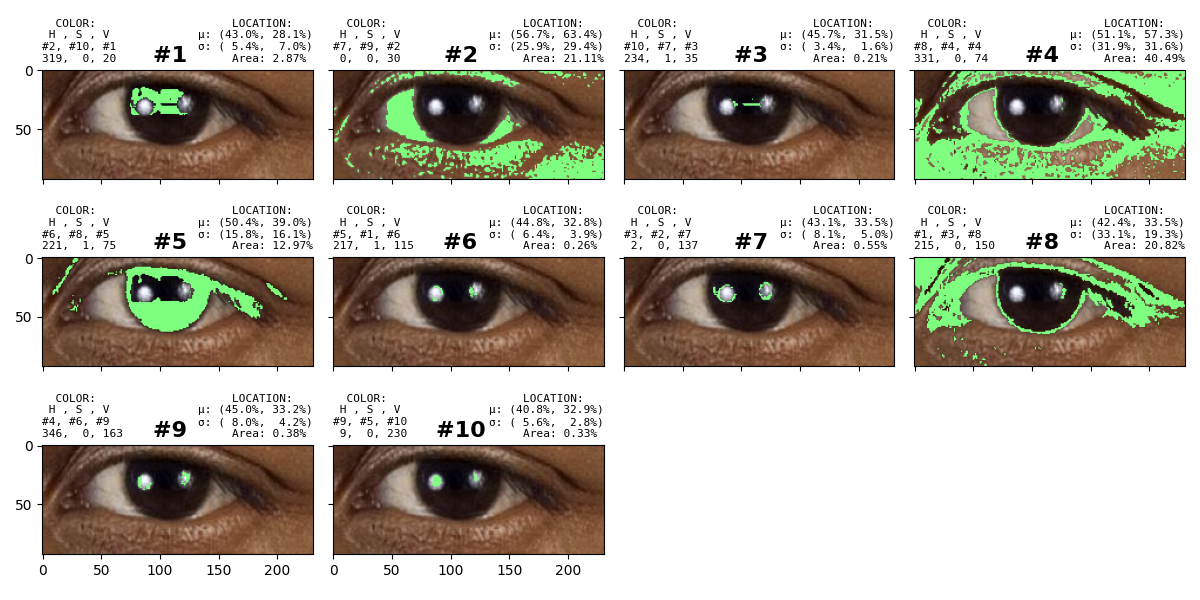 COLOR: LOCATION:
H , S , V μ: (43.0%, 28.1%)
#2, #10, #1 σ: ( 5.4%, 7.0%)
319, 0, 20 #1 Area: 2.87%
COLOR: LOCATION:
H , S , V μ: (56.7%, 63.4%)
#7, #9, #2 σ: (25.9%, 29.4%)
0, 0, 30 #2 Area: 21.11%
COLOR: LOCATION:
H , S , V μ: (45.7%, 31.5%)
#10, #7, #3 σ: ( 3.4%, 1.6%)
234, 1, 35 #3 Area: 0.21%
COLOR: LOCATION:
H , S , V μ: (51.1%, 57.3%)
#8, #4, #4 σ: (31.9%, 31.6%)
331, 0, 74 #4 Area: 40.49%
0
50
COLOR: LOCATION:
H , S , V μ: (50.4%, 39.0%)
#6, #8, #5 σ: (15.8%, 16.1%)
221, 1, 75 #5 Area: 12.97%
COLOR: LOCATION:
H , S , V μ: (44.8%, 32.8%)
#5, #1, #6 σ: ( 6.4%, 3.9%)
217, 1, 115 #6 Area: 0.26%
COLOR: LOCATION:
H , S , V μ: (43.1%, 33.5%)
#3, #2, #7 σ: ( 8.1%, 5.0%)
2, 0, 137 #7 Area: 0.55%
COLOR: LOCATION:
H , S , V μ: (42.4%, 33.5%)
#1, #3, #8 σ: (33.1%, 19.3%)
215, 0, 150 #8 Area: 20.82%
0
50
COLOR: LOCATION:
H , S , V μ: (45.0%, 33.2%)
#4, #6, #9 σ: ( 8.0%, 4.2%)
346, 0, 163 #9 Area: 0.38%
COLOR: LOCATION:
H , S , V μ: (40.8%, 32.9%)
#9, #5, #10 σ: ( 5.6%, 2.8%)
9, 0, 230 #10 Area: 0.33%
0
50
0 50 100 150 200
0 50 100 150 200